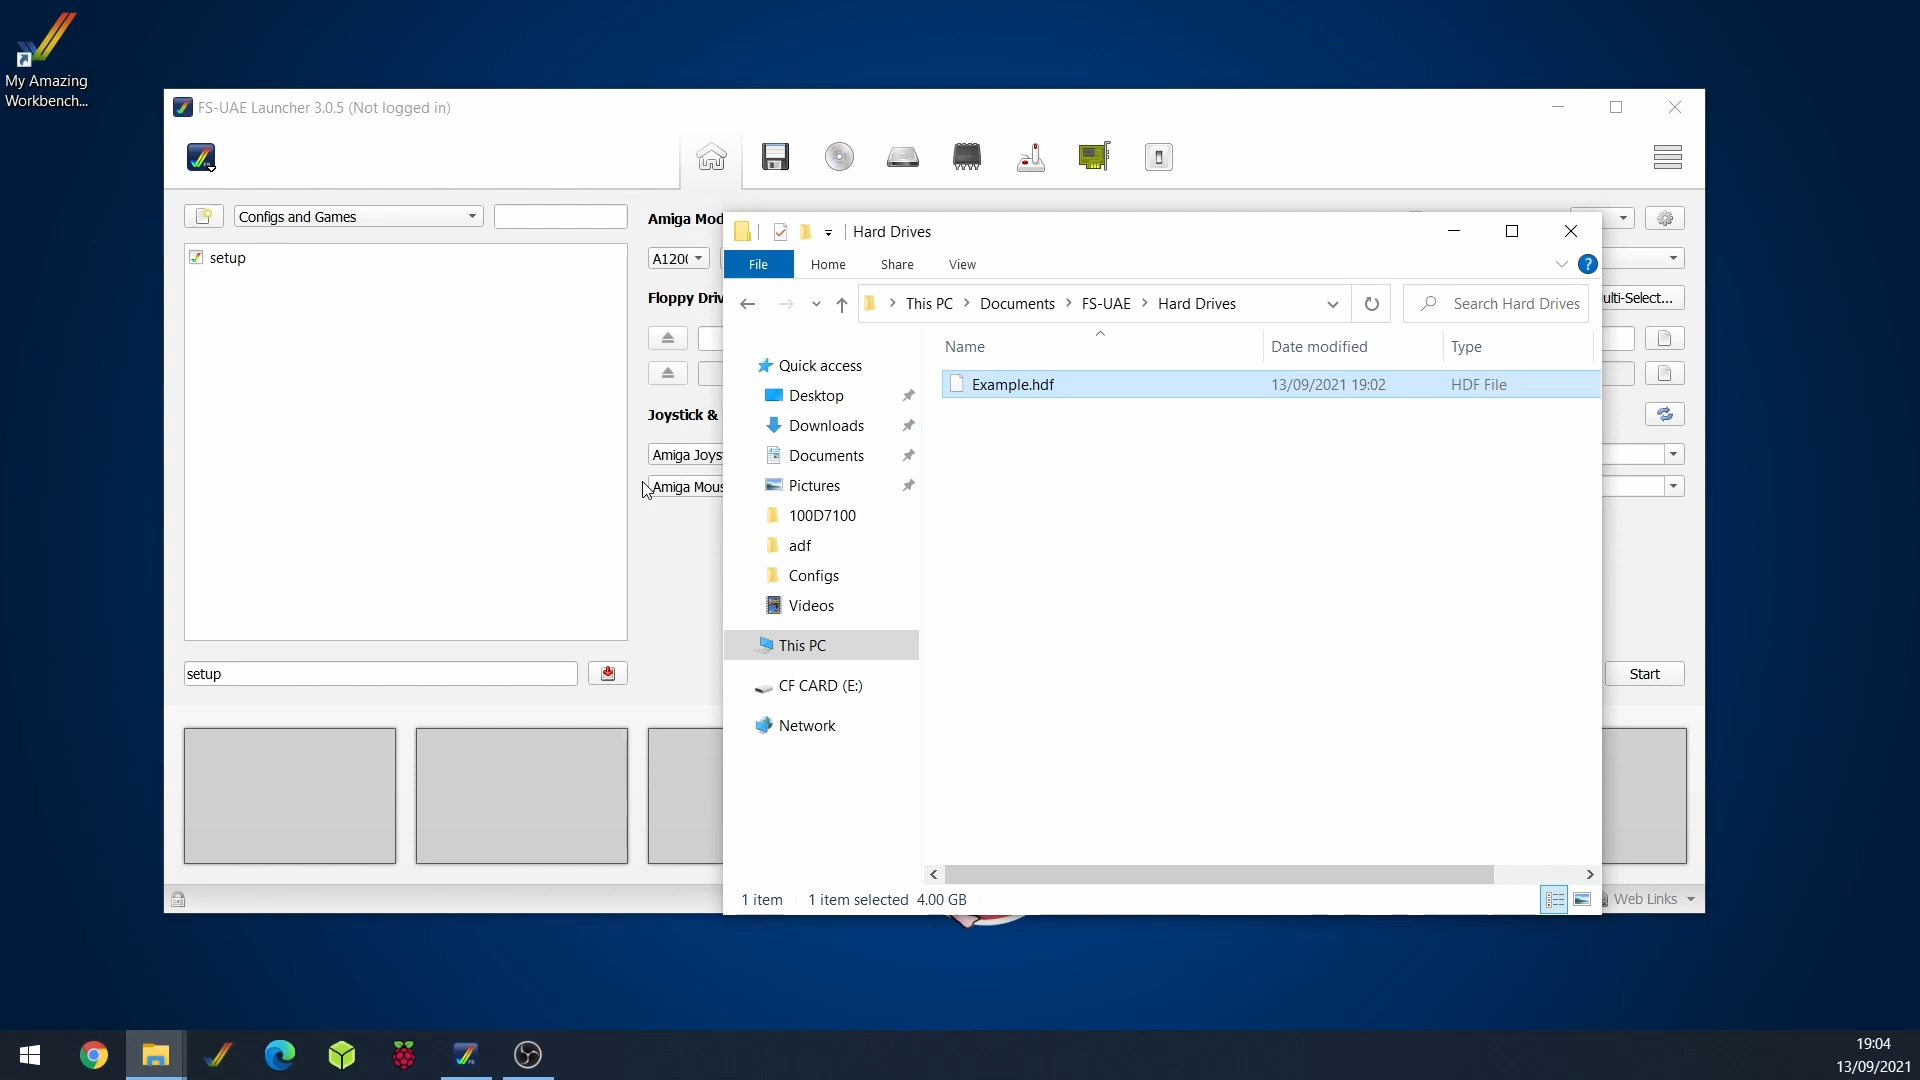 My Amazing
Workbench...
FS-UAE Launcher 3.0.5 (Not logged in)
Configs and Games
setup
setup
Amiga Mod
A120(
Floppy Driv
Joystick &
Amiga Joys
Amiga Mous
ulti-Select...
Start
Web Links
Hard Drives
File
Home
Share
View
This PC
Documents
FS-UAE
Hard Drives
Search Hard Drives
Name
Date modified
Type
Example.hdf
13/09/2021 19:02
HDF File
Quick access
Desktop
Downloads
Documents
Pictures
100D7100
adf
Configs
Videos
This PC
CF CARD (E:)
Network
1 item
1 item selected 4.00 GB
19:04
13/09/2021